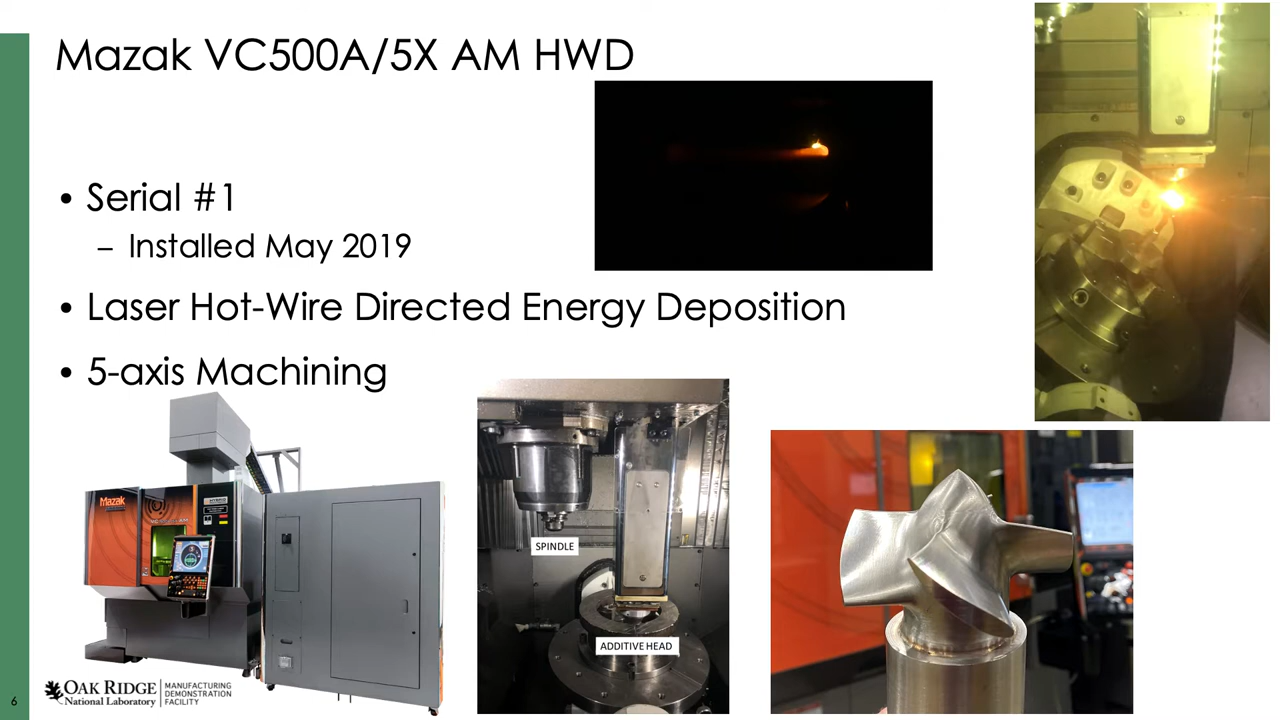 Mazak VC500A/5X AM HWD
• Serial #1
– Installed May 2019
• Laser Hot-Wire Directed Energy Deposition
• 5-axis Machining
Mazak
SPINDLE
ADDITIVE HEAD
6
OAK RIDGE
National Laboratory
MANUFACTURING
DEMONSTRATION
FACILITY